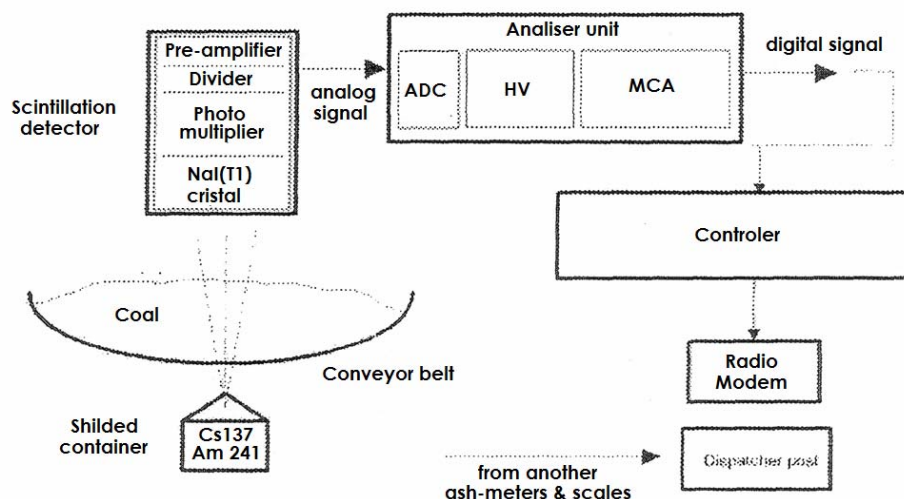 Pre-amplifier
Divider
Photo
multiplier
NaI(T1)
cristal
Scintillation
detector
analog
signal
Analiser unit
ADC
HV
MCA
digital signal
Controler
Coal
Conveyor belt
Shilded
container
Cs137
Am 241
Radio
Modem
from another
ash-meters & scales
Dispatcher post